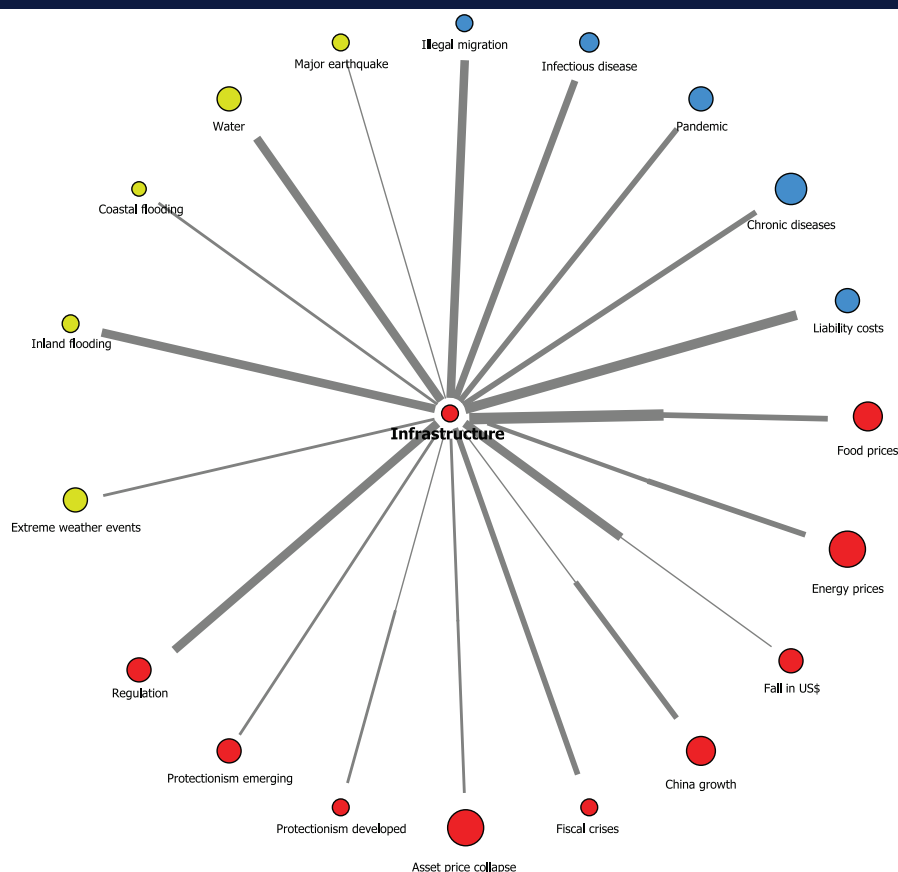 Illegal migration
Major earthquake
Infectious disease
Water
Pandemic
Coastal flooding
Chronic diseases
Inland flooding
Liability costs
Infrastructure
Food prices
Extreme weather events
Energy prices
Regulation
Fall in US$
Protectionism emerging
China growth
Protectionism developed
Fiscal crises
Asset price collapse